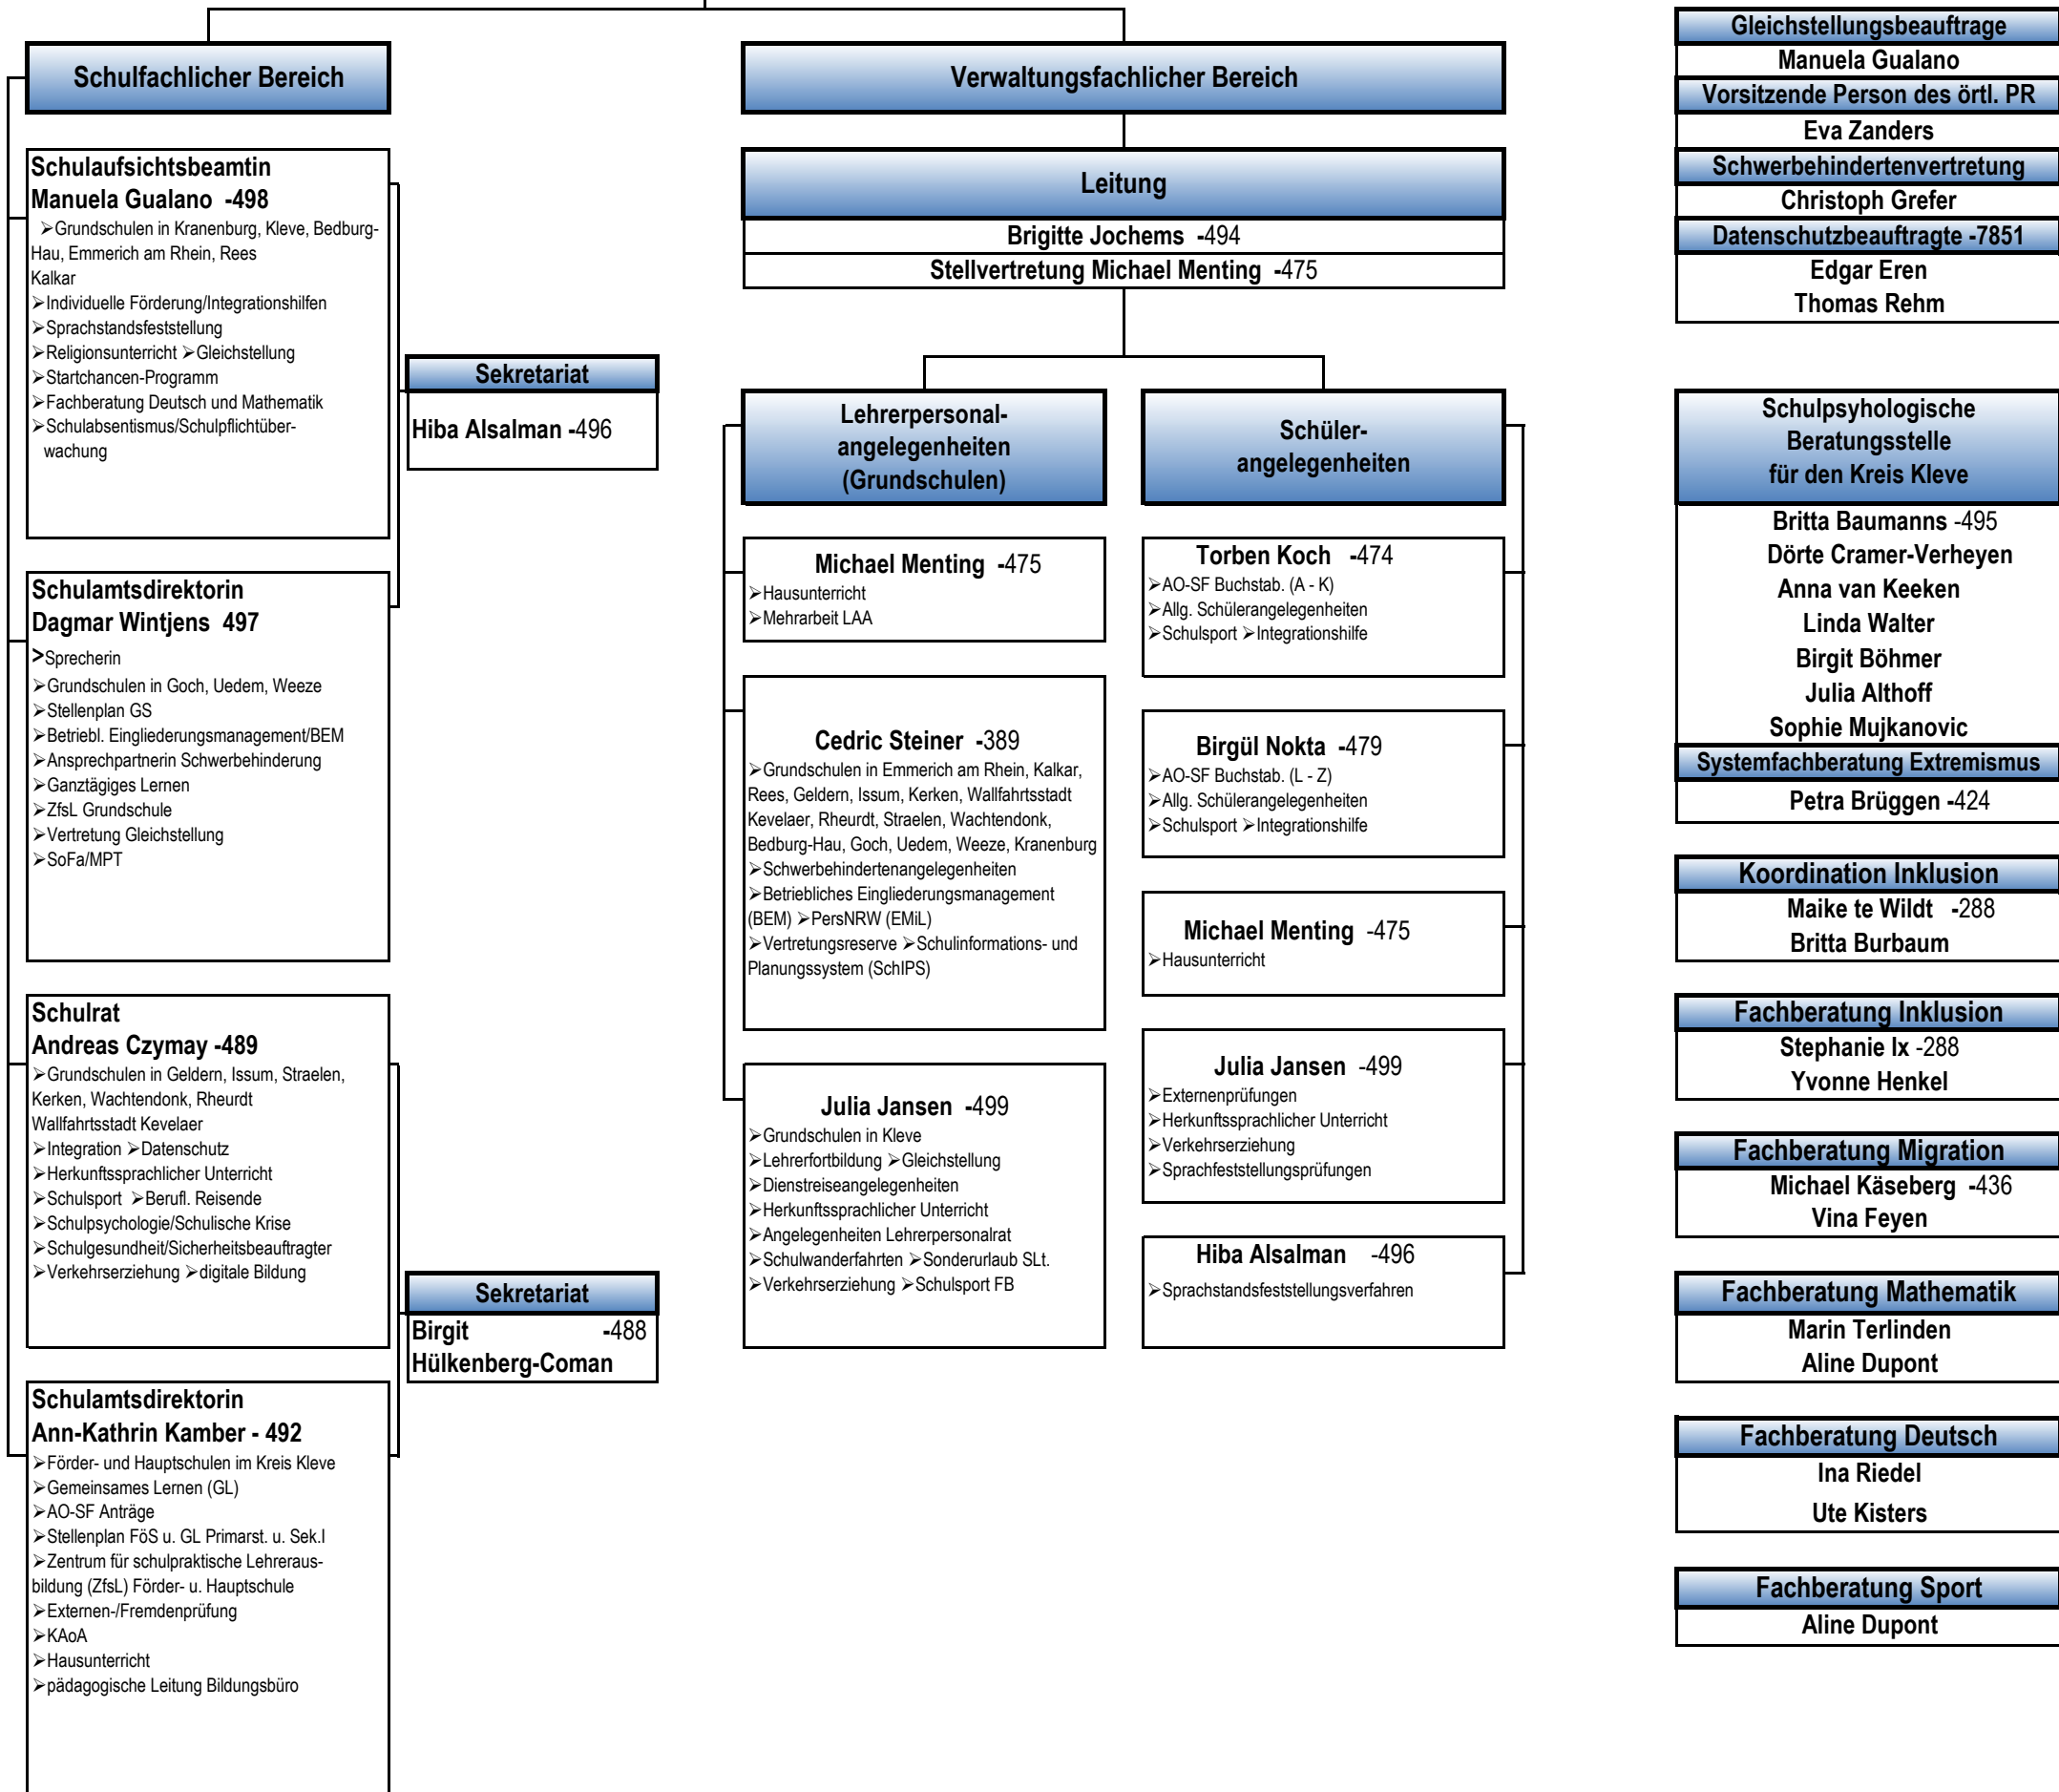 Schulfachlicher Bereich
Schulaufsichtsbeamtin
Manuela Gualano -498
➢Grundschulen in Kranenburg, Kleve, Bedburg-
Hau, Emmerich am Rhein, Rees
Kalkar
➢Individuelle Förderung/Integrationshilfen
➢Sprachstandsfeststellung
➢Religionsunterricht ➢Gleichstellung
➢Startchancen-Programm
➢Fachberatung Deutsch und Mathematik
➢Schulabsentismus/Schulpflichtüber-
wachung
Schulamtsdirektorin
Dagmar Wintjens 497
>Sprecherin
➢Grundschulen in Goch, Uedem, Weeze
➢Stellenplan GS
➢Betriebl. Eingliederungsmanagement/BEM
➢Ansprechpartnerin Schwerbehinderung
➢Ganztägiges Lernen
➢ZfsL Grundschule
➢Vertretung Gleichstellung
➢SoFa/MPT
Sekretariat
Hiba Alsalman -496
Schulrat
Andreas Czymay -489
➢Grundschulen in Geldern, Issum, Straelen,
Kerken, Wachtendonk, Rheurdt
Wallfahrtsstadt Kevelaer
➢Integration ➢Datenschutz
➢Herkunftssprachlicher Unterricht
➢Schulsport ➢Berufl. Reisende
➢Schulpsychologie/Schulische Krise
➢Schulgesundheit/Sicherheitsbeauftragter
➢Verkehrserziehung ➢digitale Bildung
Schulamtsdirektorin
Ann-Kathrin Kamber - 492
➢Förder- und Hauptschulen im Kreis Kleve
➢Gemeinsames Lernen (GL)
➢AO-SF Anträge
➢Stellenplan FöS u. GL Primarst. u. Sek.I
➢Zentrum für schulpraktische Lehreraus-
bildung (ZfsL) Förder- u. Hauptschule
➢Externen-/Fremdenprüfung
➢KAoA
➢Hausunterricht
➢pädagogische Leitung Bildungsbüro
Sekretariat
Birgit -488
Hülkenberg-Coman
Verwaltungsfachlicher Bereich
Leitung
Brigitte Jochems -494
Stellvertretung Michael Menting -475
Lehrerpersonal-
angelegenheiten
(Grundschulen)
Michael Menting -475
➢Hausunterricht
➢Mehrarbeit LAA
Cedric Steiner -389
➢Grundschulen in Emmerich am Rhein, Kalkar,
Rees, Geldern, Issum, Kerken, Wallfahrtsstadt
Kevelaer, Rheurdt, Straelen, Wachtendonk,
Bedburg-Hau, Goch, Uedem, Weeze, Kranenburg
➢Schwerbehindertenangelegenheiten
➢Betriebliches Eingliederungsmanagement
(BEM) ➢PersNRW (EMiL)
➢Vertretungsreserve ➢Schulinformations- und
Planungssystem (SchIPS)
Julia Jansen -499
➢Grundschulen in Kleve
➢Lehrerfortbildung ➢Gleichstellung
➢Dienstreiseangelegenheiten
➢Herkunftssprachlicher Unterricht
➢Angelegenheiten Lehrerpersonalrat
➢Schulwanderfahrten ➢Sonderurlaub SLt.
➢Verkehrserziehung ➢Schulsport FB
Schüler-
angelegenheiten
Torben Koch -474
➢AO-SF Buchstab. (A - K)
➢Allg. Schülerangelegenheiten
➢Schulsport ➢Integrationshilfe
Birgül Nokta -479
➢AO-SF Buchstab. (L - Z)
➢Allg. Schülerangelegenheiten
➢Schulsport ➢Integrationshilfe
Michael Menting -475
➢Hausunterricht
Julia Jansen -499
➢Externenprüfungen
➢Herkunftssprachlicher Unterricht
➢Verkehrserziehung
➢Sprachfeststellungsprüfungen
Hiba Alsalman -496
➢Sprachstandsfeststellungsverfahren
Gleichstellungsbeauftrage
Manuela Gualano
Vorsitzende Person des örtl. PR
Eva Zanders
Schwerbehindertenvertretung
Christoph Grefer
Datenschutzbeauftragte -7851
Edgar Eren
Thomas Rehm
Schulpsyhologische
Beratungsstelle
für den Kreis Kleve
Britta Baumanns -495
Dörte Cramer-Verheyen
Anna van Keeken
Linda Walter
Birgit Böhmer
Julia Althoff
Sophie Mujkanovic
Systemfachberatung Extremismus
Petra Brüggen -424
Koordination Inklusion
Maike te Wildt -288
Britta Burbaum
Fachberatung Inklusion
Stephanie Ix -288
Yvonne Henkel
Fachberatung Migration
Michael Käseberg -436
Vina Feyen
Fachberatung Mathematik
Marin Terlinden
Aline Dupont
Fachberatung Deutsch
Ina Riedel
Ute Kisters
Fachberatung Sport
Aline Dupont